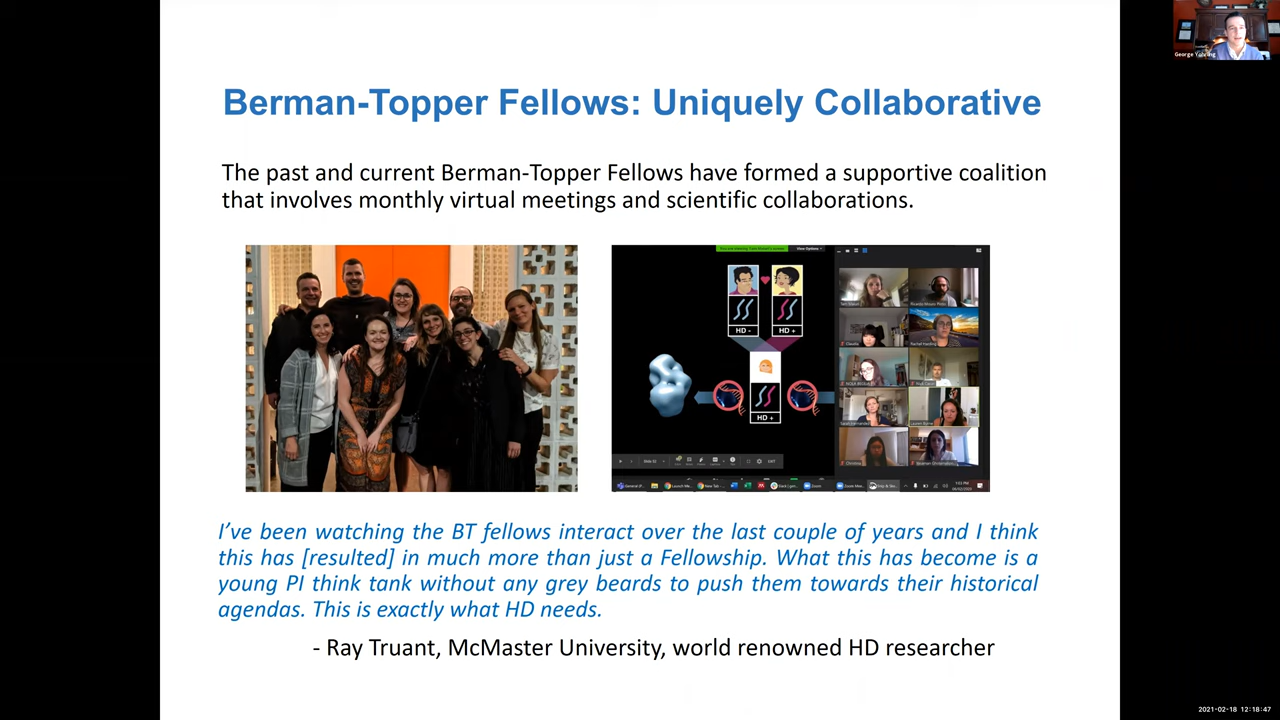 George Yohrling
Berman-Topper Fellows: Uniquely Collaborative
The past and current Berman-Topper Fellows have formed a supportive coalition
that involves monthly virtual meetings and scientific collaborations.
View Options
HD -
HD +
HD +
I've been watching the BT fellows interact over the last couple of years and I think
this has [resulted] in much more than just a Fellowship. What this has become is a
young PI think tank without any grey beards to push them towards their historical
agendas. This is exactly what HD needs.
- Ray Truant, McMaster University, world renowned HD researcher
2021-02-18 12:18:47